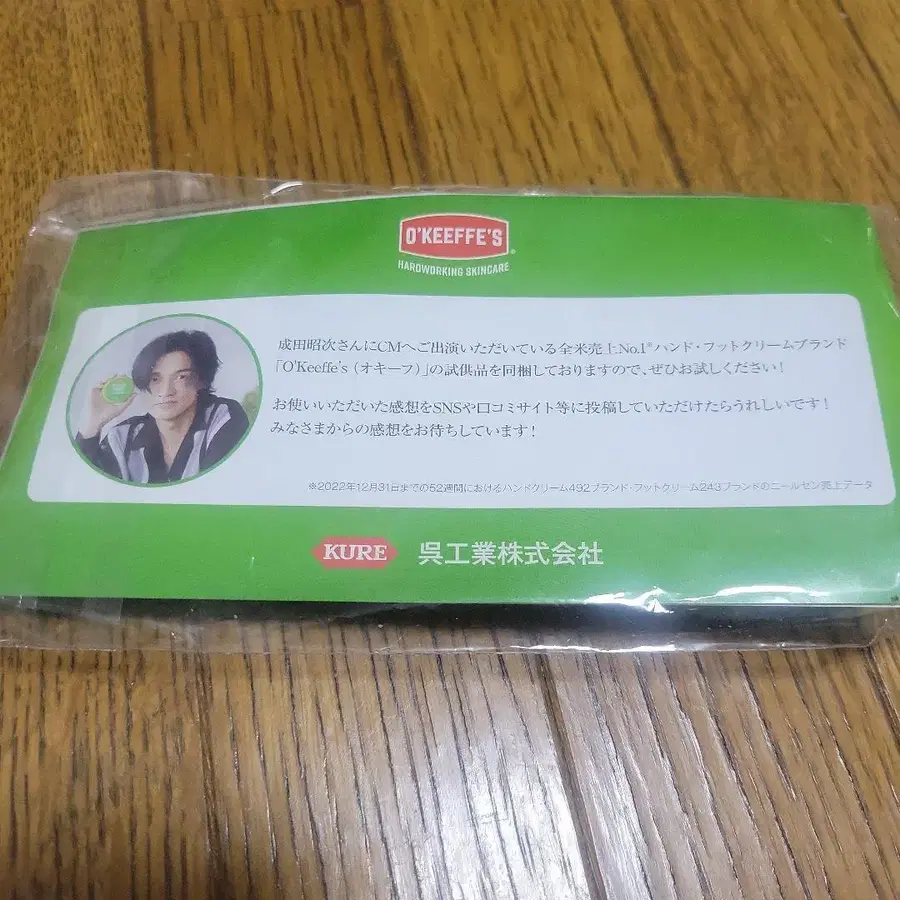 O'KEEFFE'S
HARDWORKING SKINCARE
成田昭次さんにCMへご出演いただいている全米売上No.1※ハンド・フットクリームブランド
「O'Keeffe's（オキーフ）」の試供品を同梱しておりますので、ぜひお試しください！
お使いいただいた感想をSNSや口コミサイト等に投稿していただけたらうれしいです！
みなさまからの感想をお待ちしています！
※2022年12月31日までの52週間におけるハンドクリーム492ブランド・フットクリーム243ブランドのニールセン売上データ
KURE 呉工業株式会社